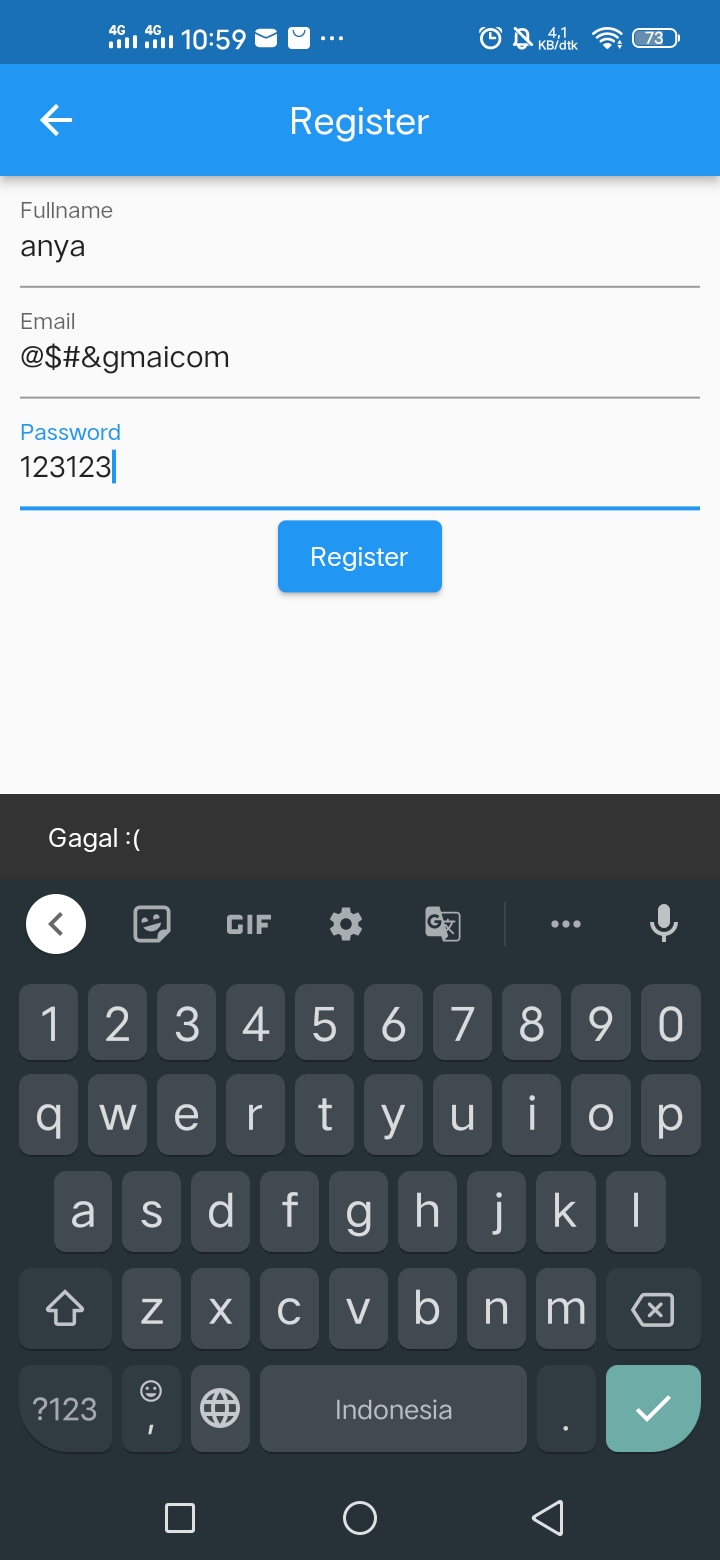 4G 4G 10:59 4,1 KB/dtk 73
Register
Fullname
anya
Email
@$#&gmaicom
Password
123123
Register
Gagal :(
GIF G
1 2 3 4 5 6 7 8 9 0
q w e r t y u i o p
a s d f g h j k l
z x c v b n m
?123 , Indonesia .